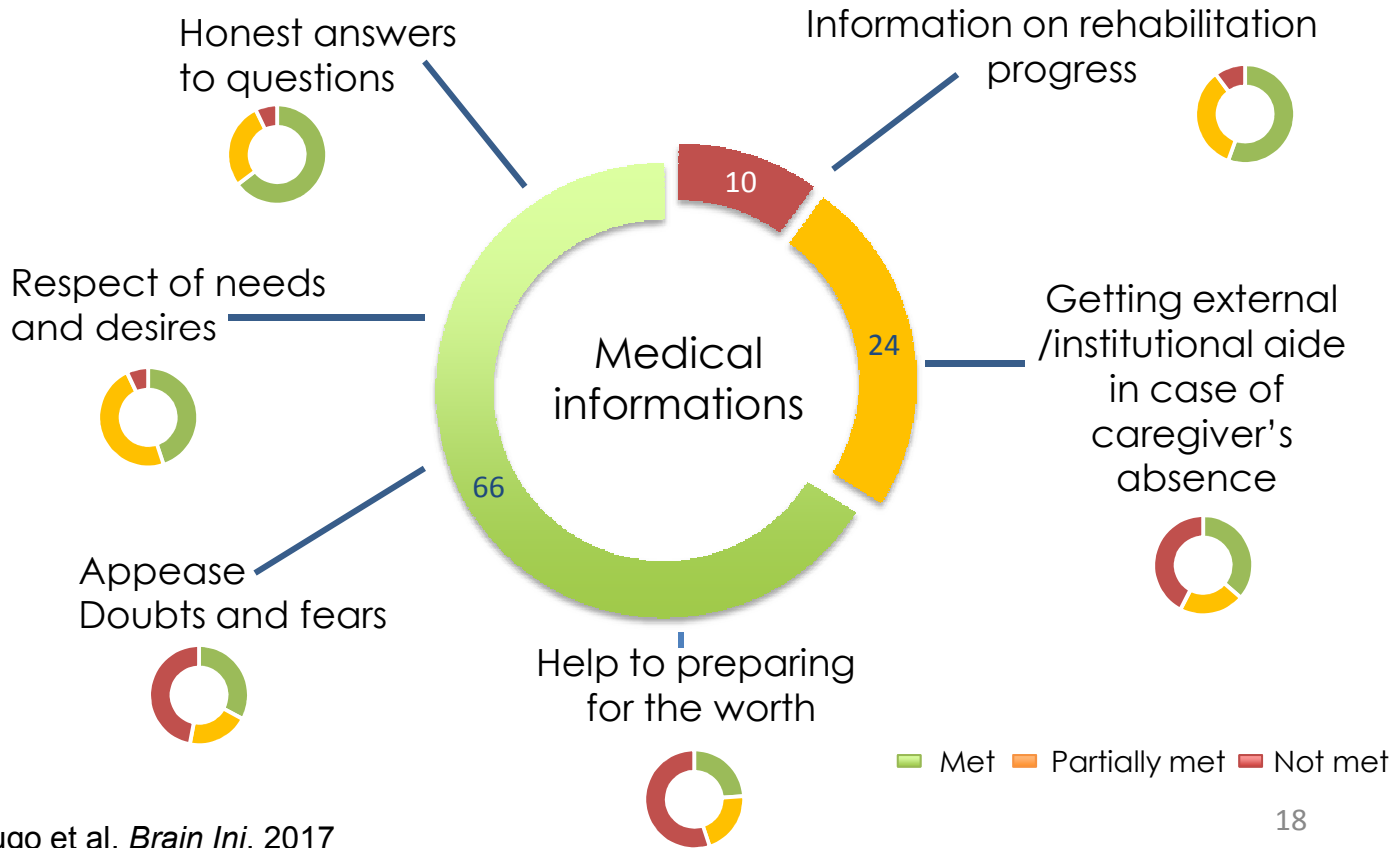 Honest answers
to questions
Information on rehabilitation
progress
10
Respect of needs
and desires
Getting external
/institutional aide
in case of
caregiver's
absence
24
Medical
informations
66
Appease
Doubts and fears
Help to preparing
for the worth
Met Partially met Not met
et al. 2017
18